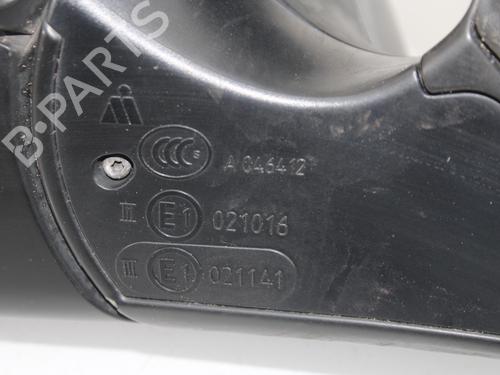 CCC S A 046412
III E1 021016
III E1 021141
B-PARTS